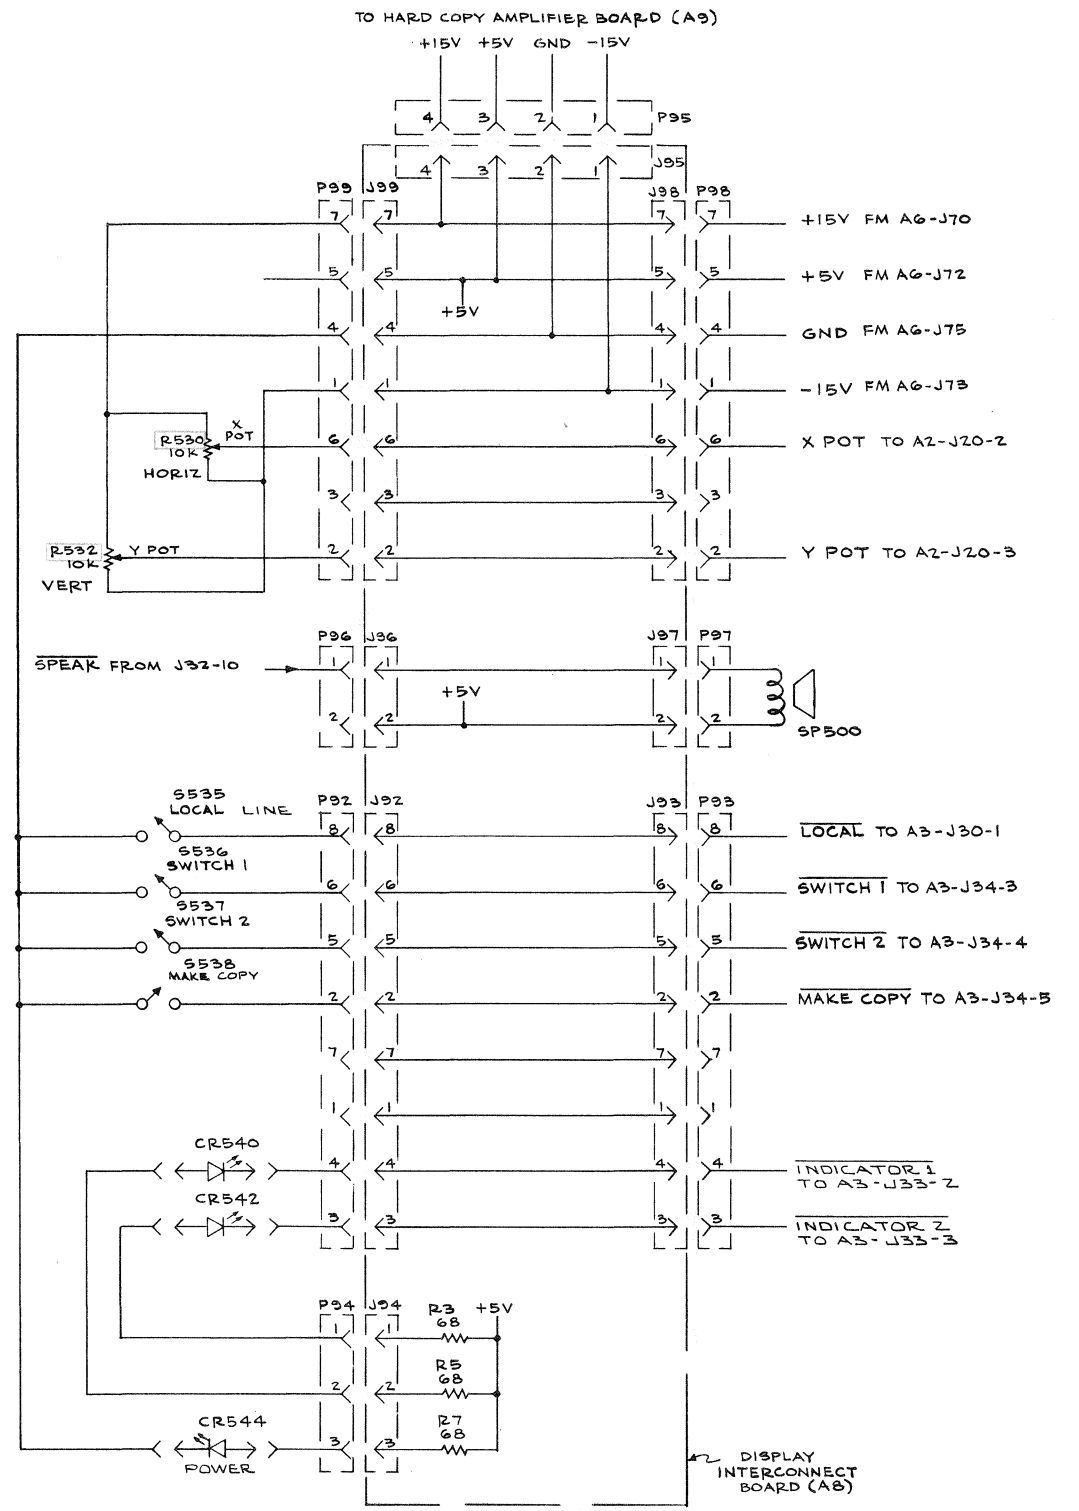 TO HARD COPY AMPLIFIER BOARD (A9)
+15V +5V GND -15V
4 3 2 1 P95
4 3 2 1 J95
P99 J99 J98 P98
7 7 7 7 +15V FM A6-J70
5 5 5 5 +5V FM A6-J72
+5V
4 4 4 4 GND FM A6-J75
1 1 1 1 -15V FM A6-J73
X
POT
R530
10K
6 6 6 6 X POT TO A2-J20-2
HORIZ
3 3 3 3
R532 Y POT
10K
2 2 2 2 Y POT TO A2-J20-3
VERT
P96 J96 J97 P97
SPEAK FROM J32-10 1 1 1 1
+5V
2 2 2 2
SP500
S535
LOCAL LINE
P92 J92 J93 P93
8 8 8 8 LOCAL TO A3-J30-1
S536
SWITCH 1
6 6 6 6 SWITCH 1 TO A3-J34-3
S537
SWITCH 2
5 5 5 5 SWITCH 2 TO A3-J34-4
S538
MAKE COPY
2 2 2 2 MAKE COPY TO A3-J34-5
7 7 7 7
1 1 1 1
CR540
4 4 4 4 INDICATOR 1
TO A3-J33-2
CR542
3 3 3 3 INDICATOR 2
TO A3-J33-3
P94 J94 R3 +5V
68
1 1
R5
68
2 2
CR544
R7
68
3 3
POWER
DISPLAY
INTERCONNECT
BOARD (A8)